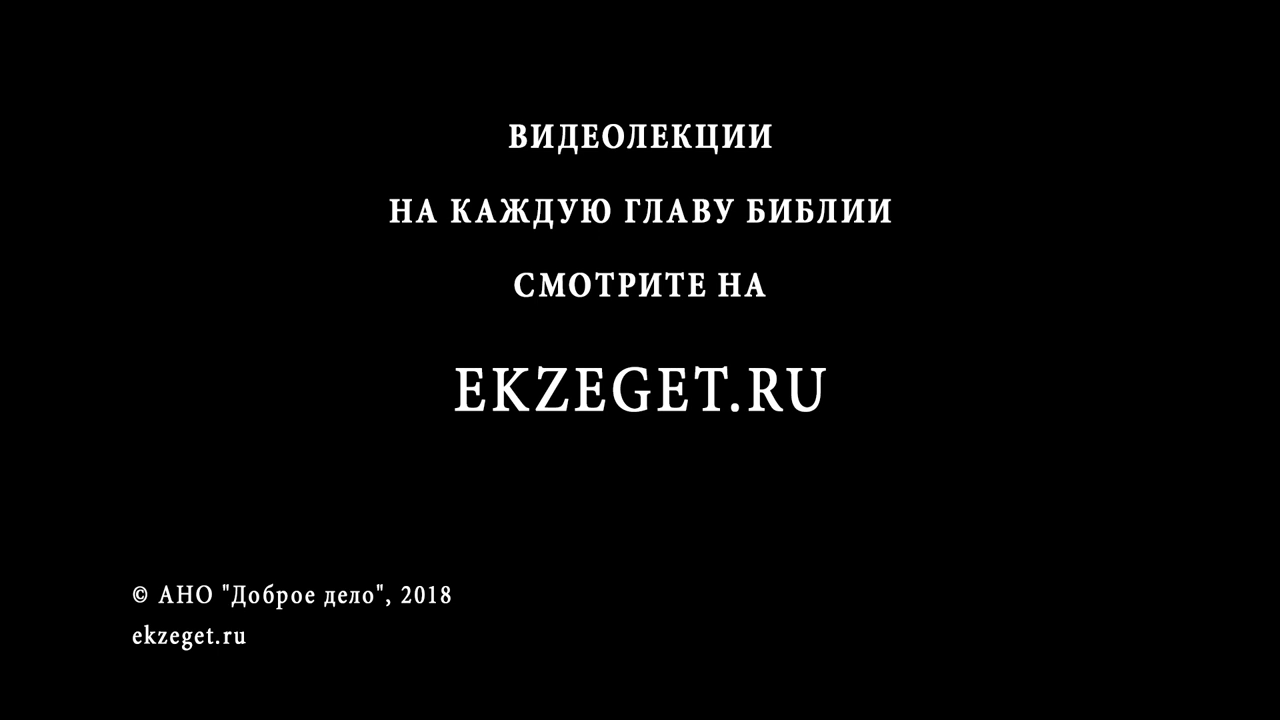 ВИДЕОЛЕКЦИИ
НА КАЖДУЮ ГЛАВУ БИБЛИИ
СМОТРИТЕ НА
EKZEGET.RU
© АНО "Доброе дело", 2018
ekzeget.ru